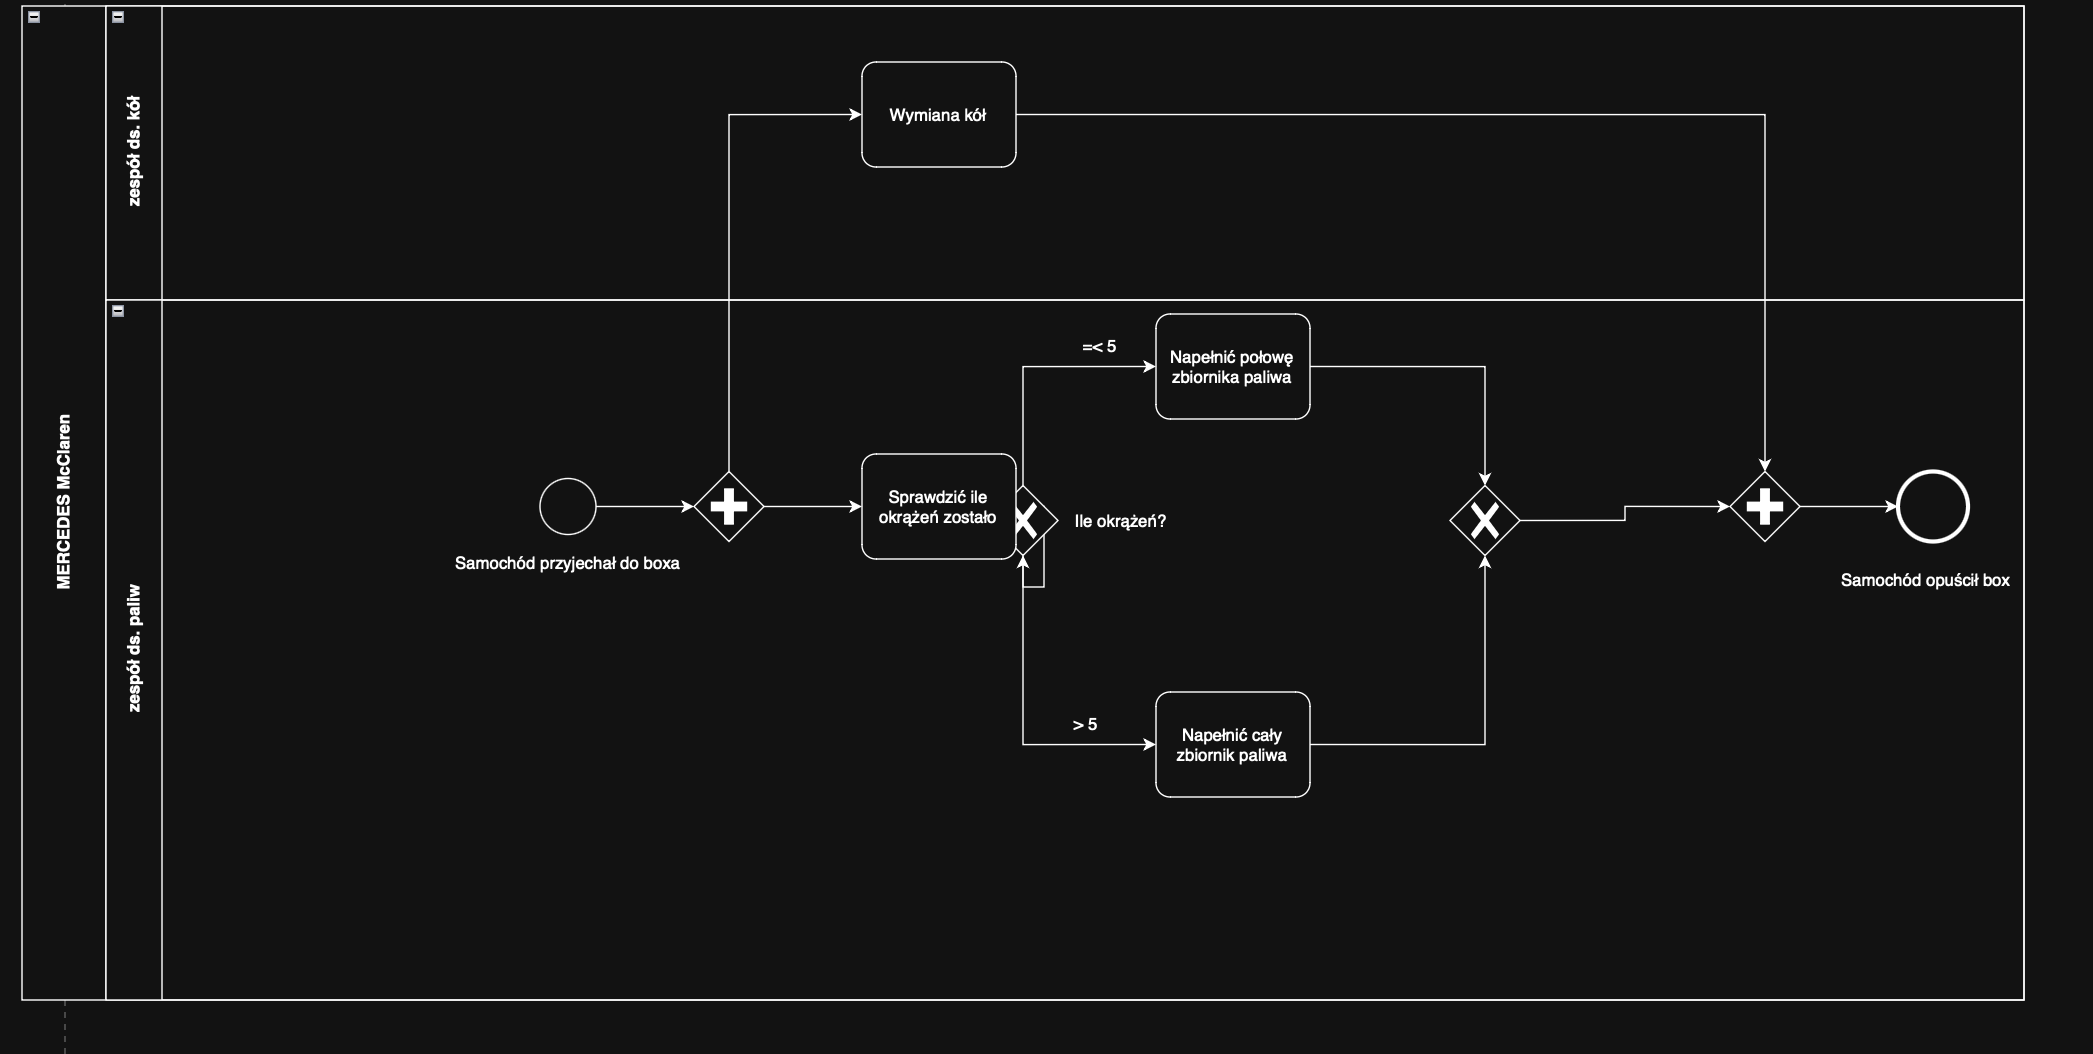 MERCEDES McClaren
zespół ds. kół
Wymiana kół
zespół ds. paliw
Samochód przyjechał do boxa
Sprawdzić ile
okrążeń zostało
Ile okrążeń?
=< 5
Napełnić połowę
zbiornika paliwa
> 5
Napełnić cały
zbiornik paliwa
Samochód opuścił box